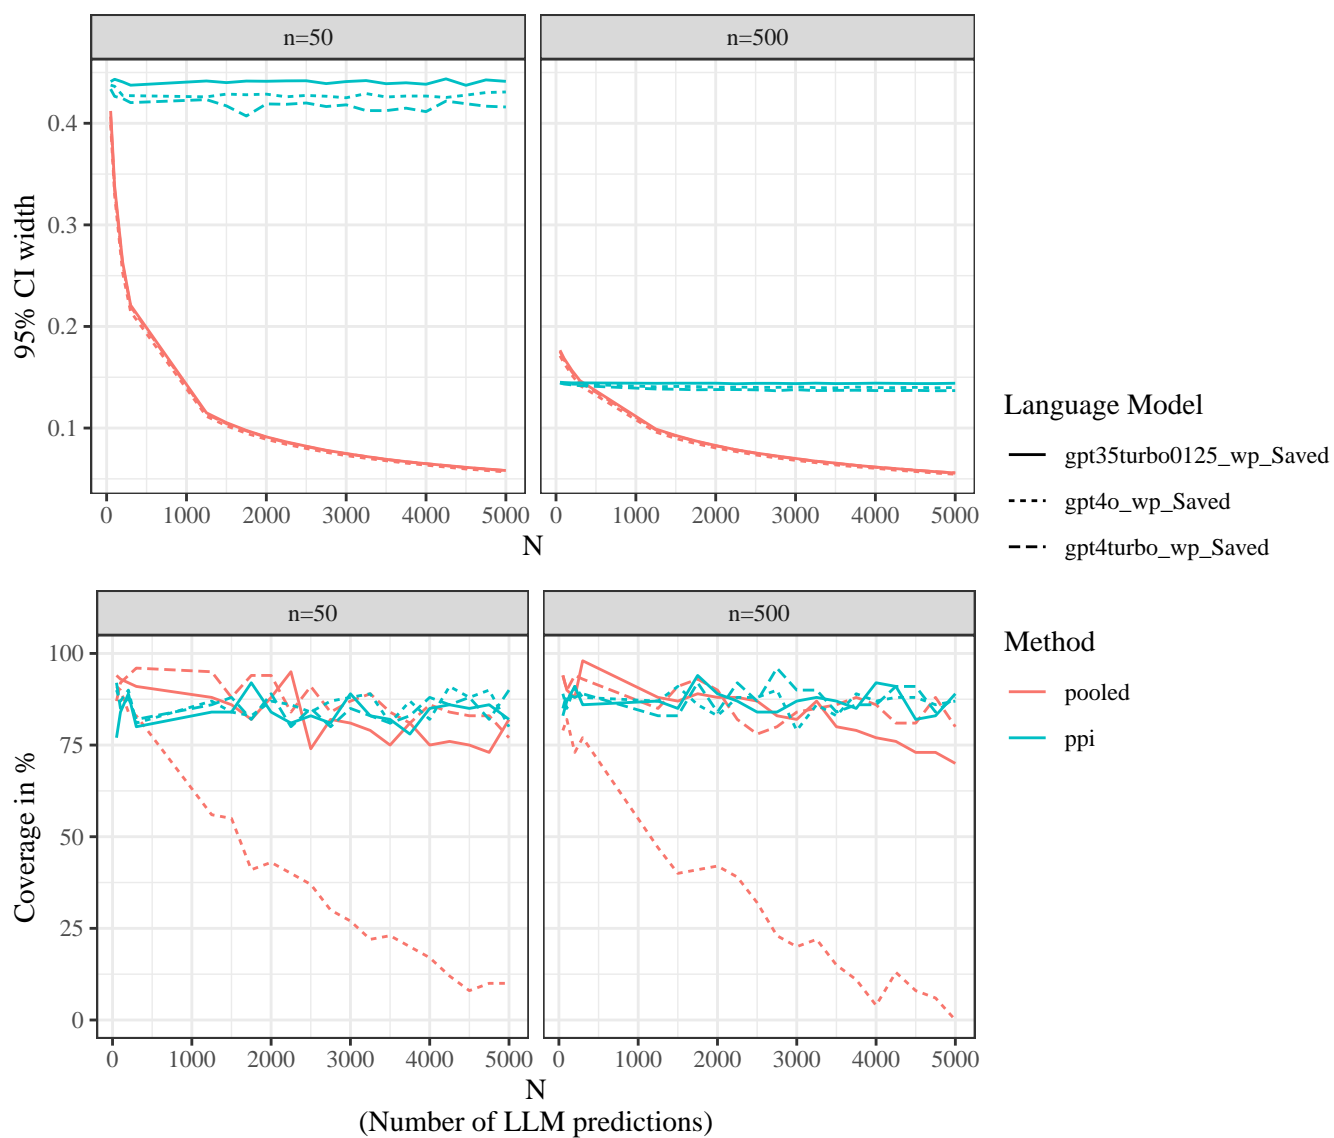 n=50
n=500
95% CI width
0.4
0.3
0.2
0.1
0 1000 2000 3000 4000 5000
0 1000 2000 3000 4000 5000
N
Language Model
gpt35turbo0125_wp_Saved
gpt4o_wp_Saved
gpt4turbo_wp_Saved
Method
pooled
ppi
n=50
n=500
Coverage in %
100
75
50
25
0
0 1000 2000 3000 4000 5000
0 1000 2000 3000 4000 5000
N
(Number of LLM predictions)